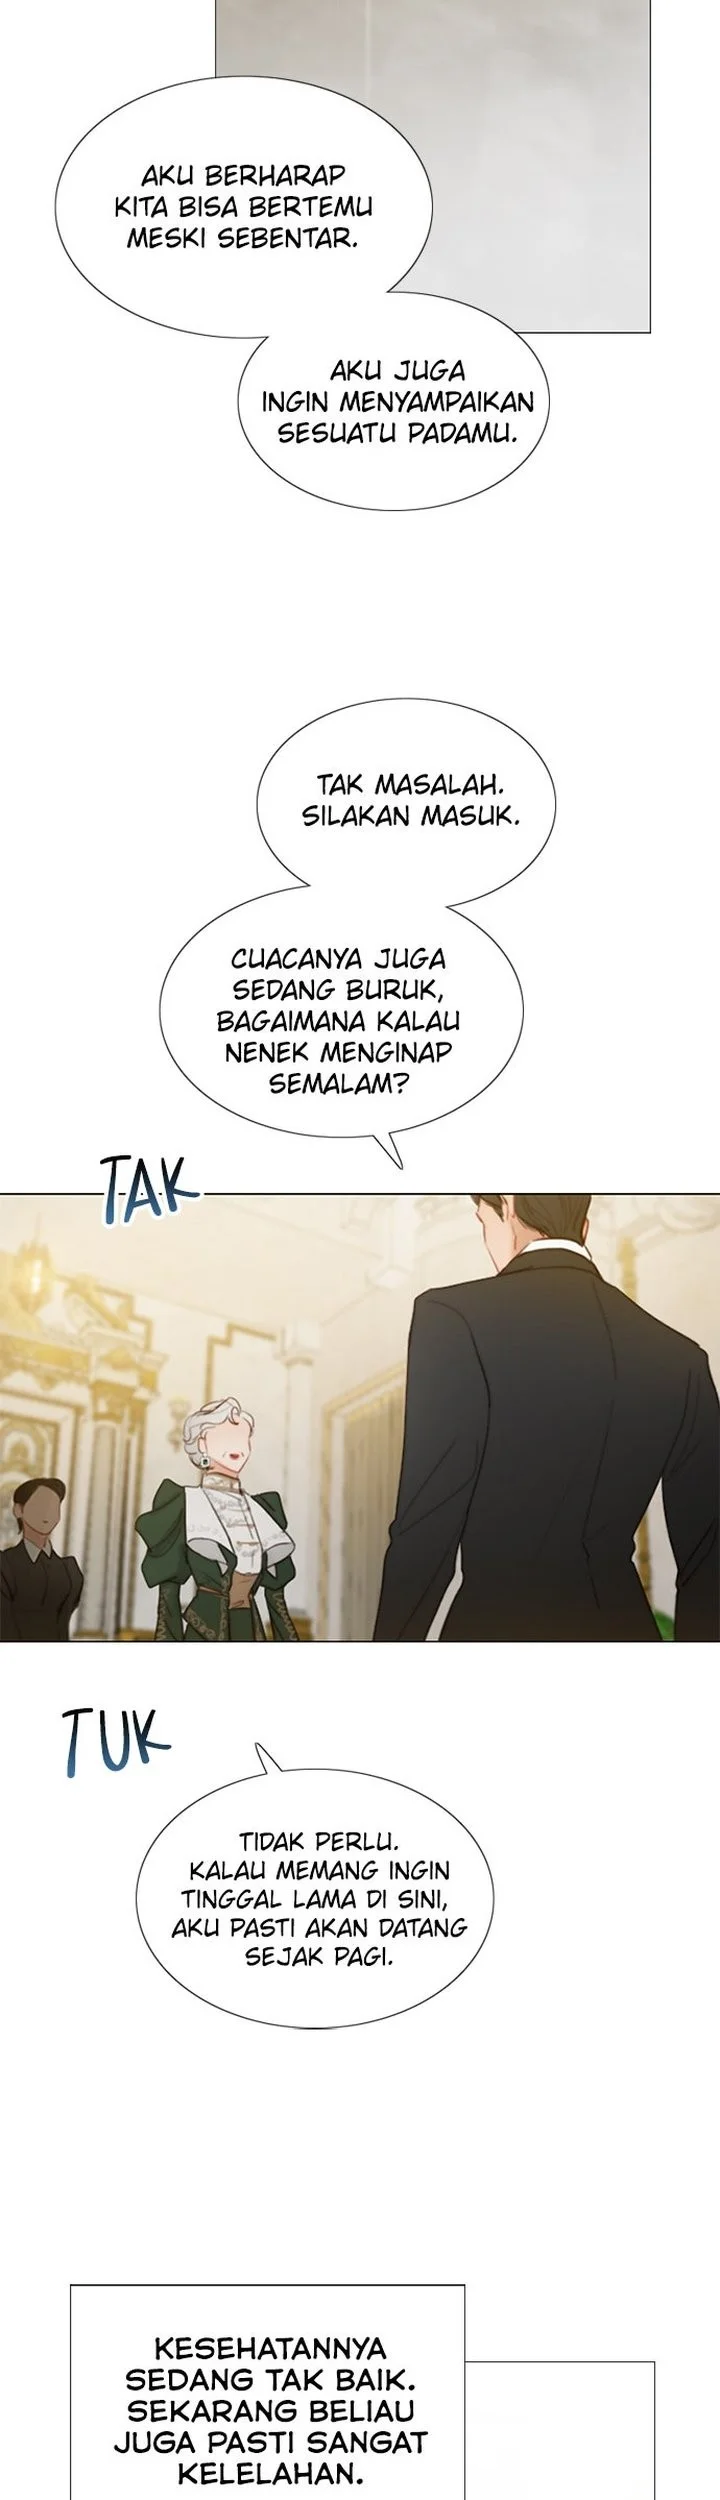 AKU BERHARAP
KITA BISA BERTEMU
MESKI SEBENTAR.
AKU JUGA
INGIN MENYAMPAIKAN
SESUATU PADAMU.
TAK MASALAH.
SILAKAN MASUK.
CUACANYA JUGA
SEDANG BURUK,
BAGAIMANA KALAU
NENEK MENGINAP
SEMALAM?
TAK
TUK
TIDAK PERLU.
KALAU MEMANG INGIN
TINGGAL LAMA DI SINI,
AKU PASTI AKAN DATANG
SEJAK PAGI.
KESEHATANNYA
SEDANG TAK BAIK.
SEKARANG BELIAU
JUGA PASTI SANGAT
KELELAHAN.